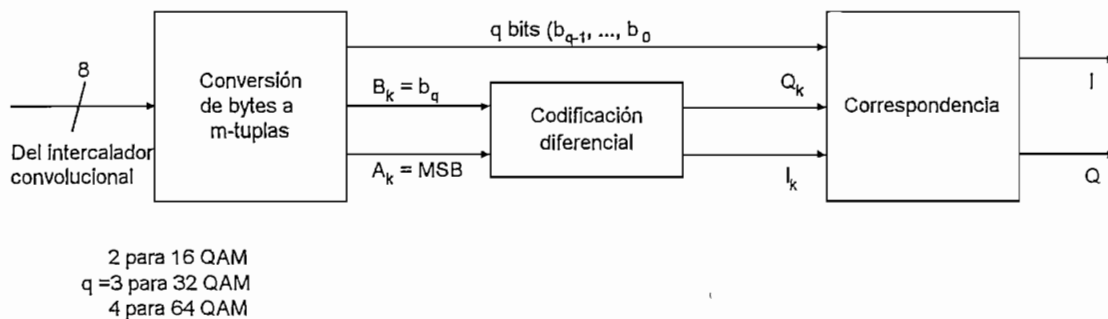 8
Del intercalador
convolucional
Conversión
de bytes a
m-tuplas
q bits (b_{q-1}, ..., b_0
B_k = b_q
A_k = MSB
Codificación
diferencial
Q_k
I_k
Correspondencia
I
Q
2 para 16 QAM
q =3 para 32 QAM
4 para 64 QAM